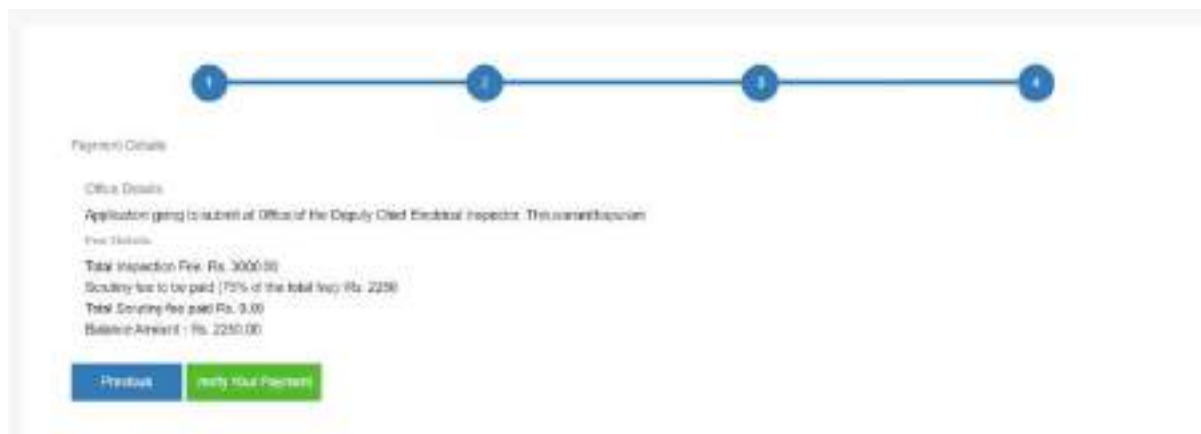 1
2
3
4
Payment Details
Office Details
Application going to submit at Office of the Deputy Chief Electrical Inspector, Thiruvananthapuram
Fee Details
Total Inspection Fee: Rs. 3000.00
Scrutiny fee to be paid (75% of the total fee): Rs. 2250
Total Scrutiny fee paid Rs. 0.00
Balance Amount : Rs. 2250.00
Previous
Verify Your Payment